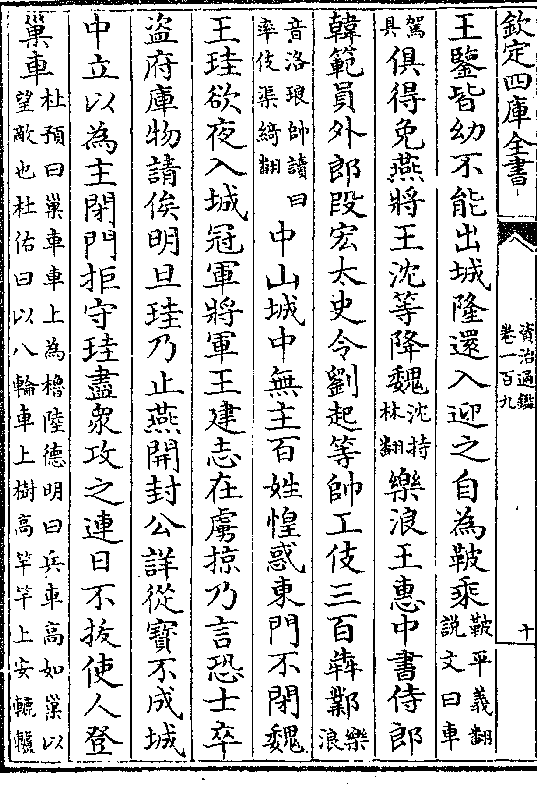 欽定四庫全書
資治通鑑
卷一百九
十
王鑒皆幼不能出城隆還入迎之自為鞁乘鞁平義翻
說文曰車
駕
具俱得免燕將王沈等降魏沈持
林翻樂浪王惠中書侍郎
韓範員外郎段宏太史令劉起等帥工伎三百犇鄴樂
浪
音洛琅帥讀曰
率伎渠綺翻中山城中無主百姓惶惑東門不閉魏
王珪欲夜入城冠軍將軍王建志在虜掠乃言恐士卒
盜府庫物請俟明旦珪乃止燕開封公詳從寶不成城
中立以為主閉門拒守珪盡衆攻之連日不拔使人登
巢車杜預曰巢車車上為櫓陸德明曰兵車高如巢以
望敵也杜佑曰以八輪車上樹高竿竿上安轆轤